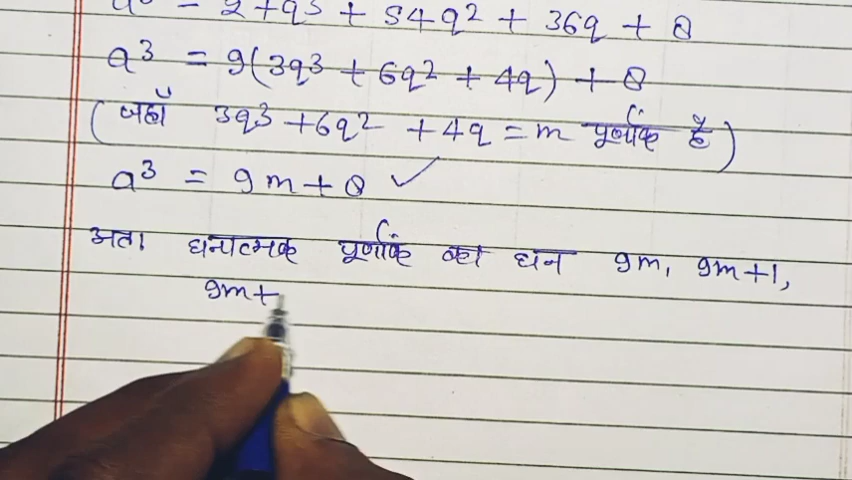 a³ = 27q³ + 54q² + 36q + 8
a³ = 9(3q³ + 6q² + 4q) + 8
(जहाँ 3q³ + 6q² + 4q = m पूर्णांक है)
a³ = 9m + 8 ✓
अतः धनात्मक पूर्णांक का घन 9m, 9m+1,
9m+